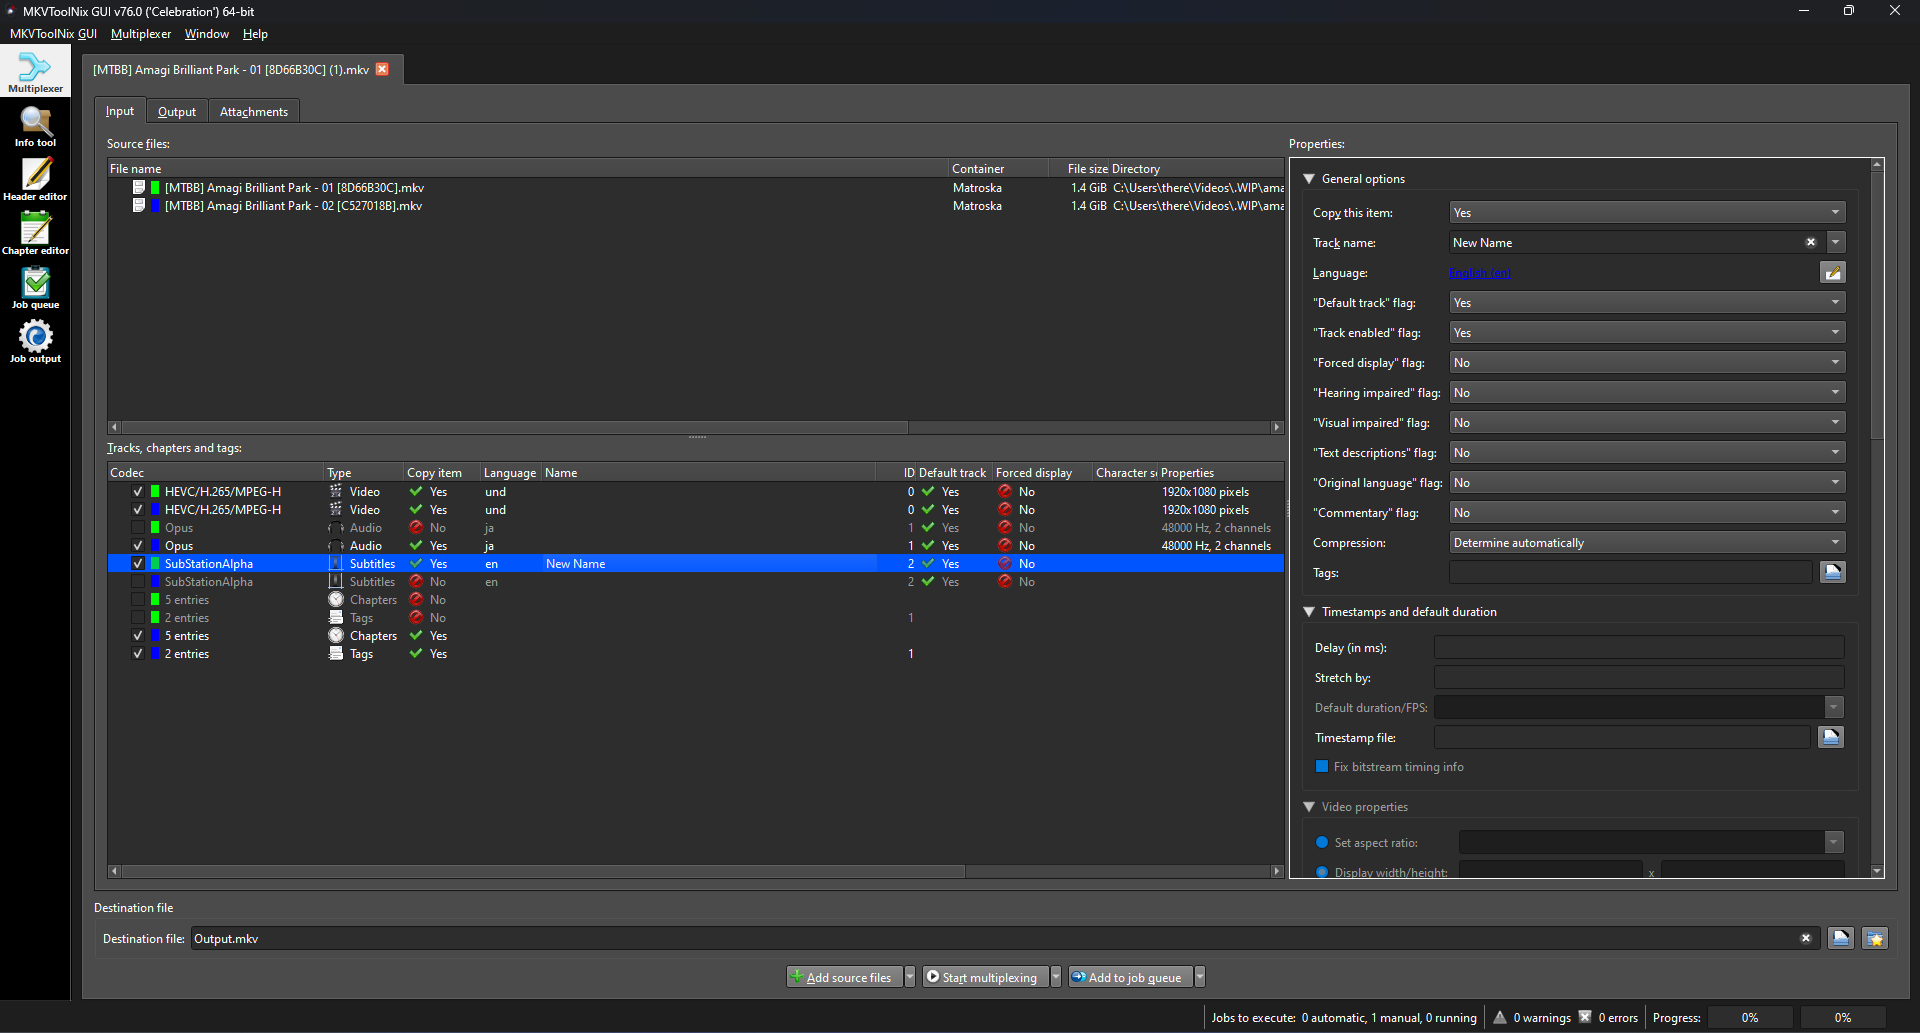 MKVToolNix GUI v76.0 ('Celebration') 64-bit
MKVToolNix GUI Multiplexer Window Help
Multiplexer
Info tool
Header editor
Chapter editor
Job queue
Job output
[MTBB] Amagi Brilliant Park - 01 [8D66B30C] (1).mkv
Input Output Attachments
Source files:
File name Container File size Directory
[MTBB] Amagi Brilliant Park - 01 [8D66B30C].mkv Matroska 1.4 GiB C:\Users\there\Videos\.WIP\ama
[MTBB] Amagi Brilliant Park - 02 [C527018B].mkv Matroska 1.4 GiB C:\Users\there\Videos\.WIP\ama
Tracks, chapters and tags:
Codec Type Copy item Language Name ID Default track Forced display Character se Properties
HEVC/H.265/MPEG-H Video Yes und 0 Yes No 1920x1080 pixels
HEVC/H.265/MPEG-H Video Yes und 0 Yes No 1920x1080 pixels
Opus Audio No ja 1 Yes No 48000 Hz, 2 channels
Opus Audio Yes ja 1 Yes No 48000 Hz, 2 channels
SubStationAlpha Subtitles Yes en New Name 2 Yes No
SubStationAlpha Subtitles No en 2 Yes No
5 entries Chapters No
2 entries Tags No 1
5 entries Chapters Yes
2 entries Tags Yes 1
Properties:
General options
Copy this item: Yes
Track name: New Name
Language: English (en)
"Default track" flag: Yes
"Track enabled" flag: Yes
"Forced display" flag: No
"Hearing impaired" flag: No
"Visual impaired" flag: No
"Text descriptions" flag: No
"Original language" flag: No
"Commentary" flag: No
Compression: Determine automatically
Tags:
Timestamps and default duration
Delay (in ms):
Stretch by:
Default duration/FPS:
Timestamp file:
Fix bitstream timing info
Video properties
Set aspect ratio:
Display width/height: x
Destination file
Destination file: Output.mkv
Add source files Start multiplexing Add to job queue
Jobs to execute: 0 automatic, 1 manual, 0 running 0 warnings 0 errors Progress: 0% 0%